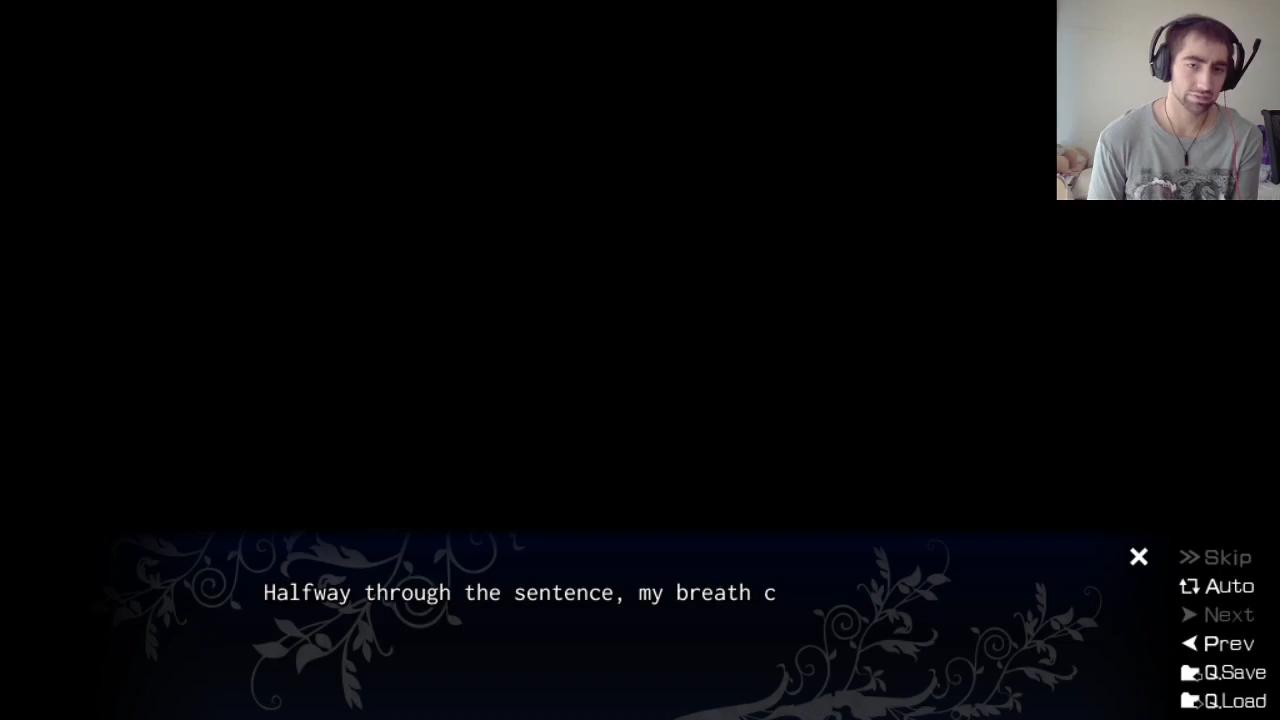 Halfway through the sentence, my breath c
Skip
Auto
Next
Prev
Q.Save
Q.Load